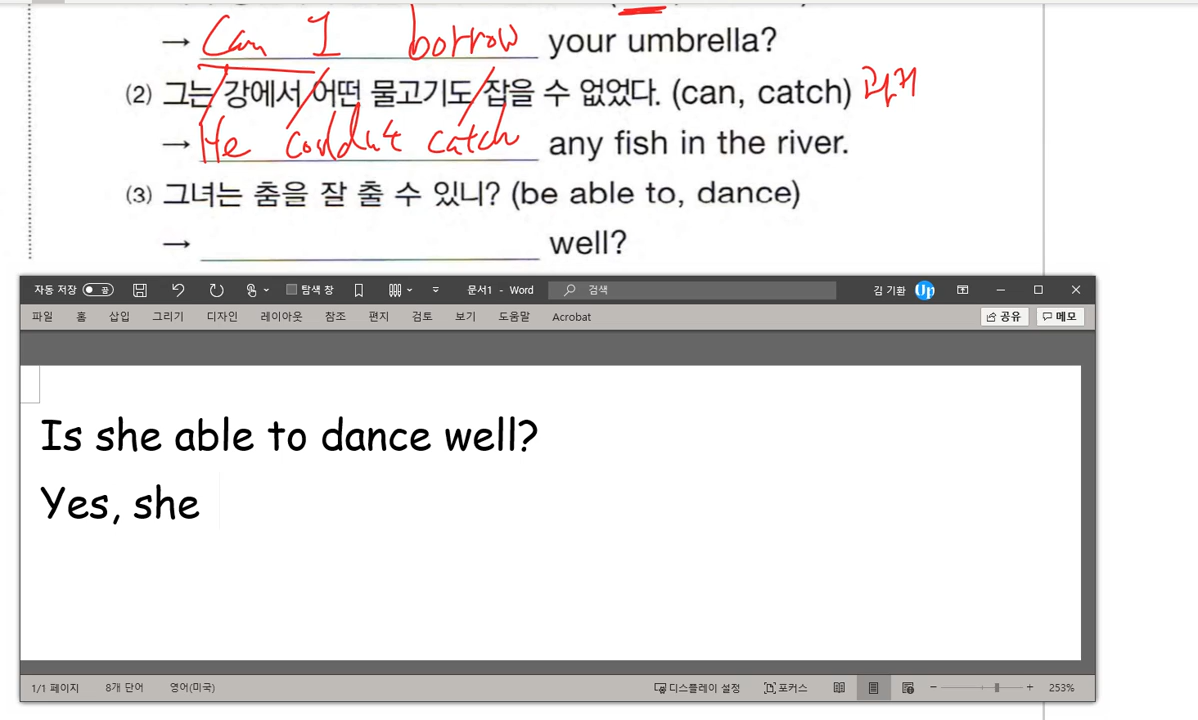 → Can I borrow your umbrella?
(2) 그는 강에서 어떤 물고기도 잡을 수 없었다. (can, catch) 과거
→ He couldn't catch any fish in the river.
(3) 그녀는 춤을 잘 출 수 있니? (be able to, dance)
→ well?
자동 저장 끔 탐색 창 문서1 - Word 검색 김 기환 Up
파일 홈 삽입 그리기 디자인 레이아웃 참조 편지 검토 보기 도움말 Acrobat 공유 메모
Is she able to dance well?
Yes, she
1/1 페이지 8개 단어 영어(미국) 디스플레이 설정 포커스 253%